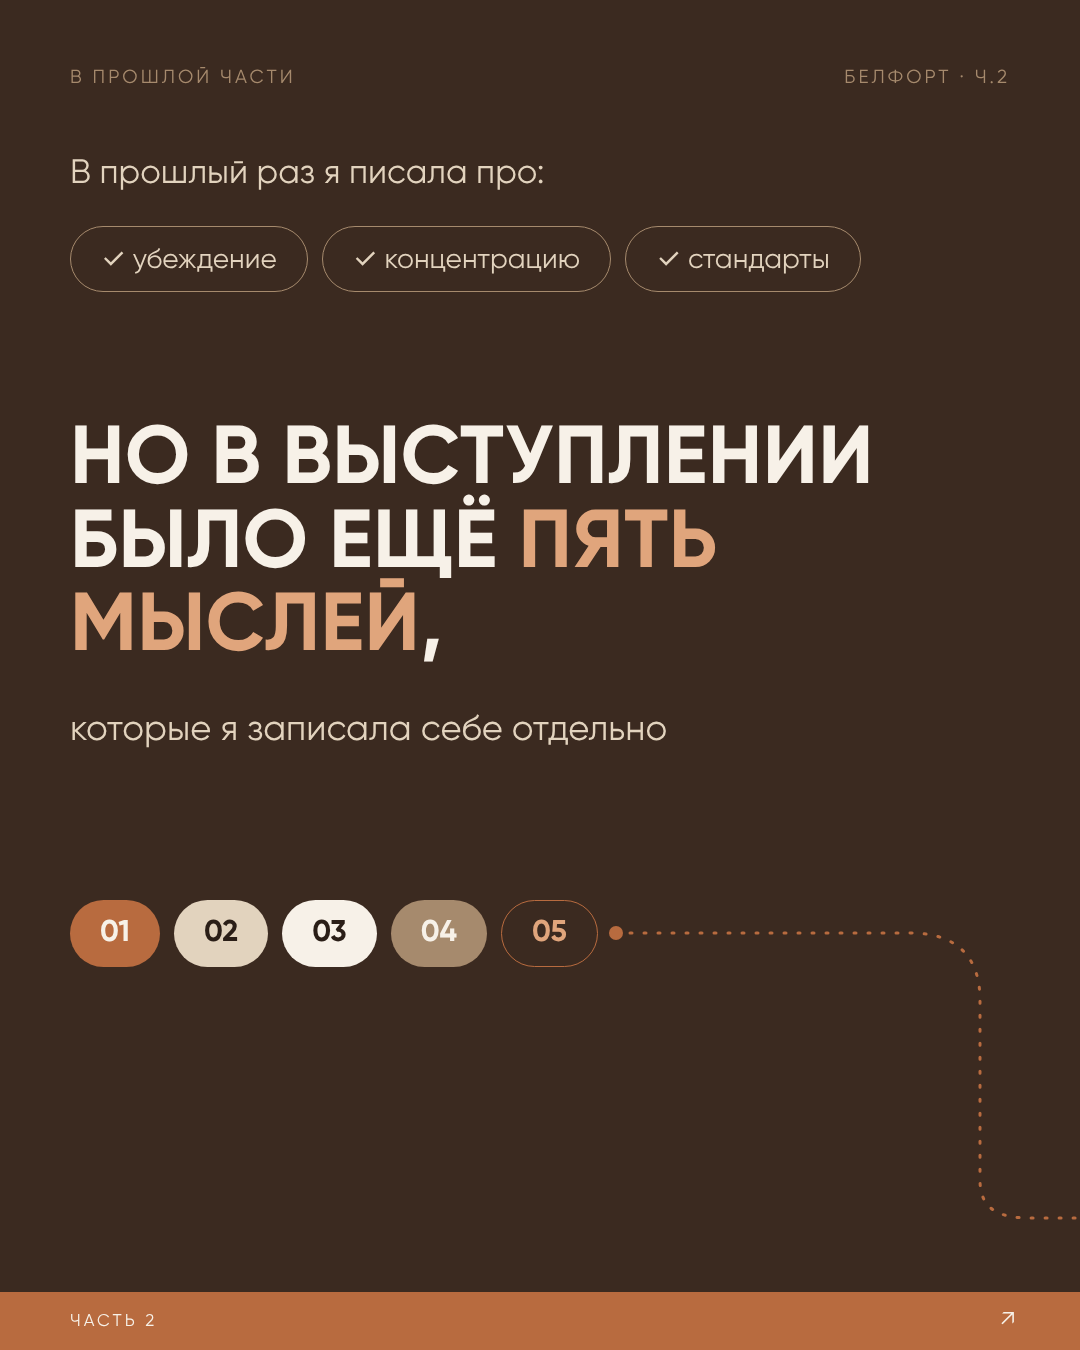 В ПРОШЛОЙ ЧАСТИ
БЕЛФОРТ · Ч.2
В прошлый раз я писала про:
✓ убеждение
✓ концентрацию
✓ стандарты
НО В ВЫСТУПЛЕНИИ
БЫЛО ЕЩЁ ПЯТЬ
МЫСЛЕЙ,
которые я записала себе отдельно
01 02 03 04 05
ЧАСТЬ 2